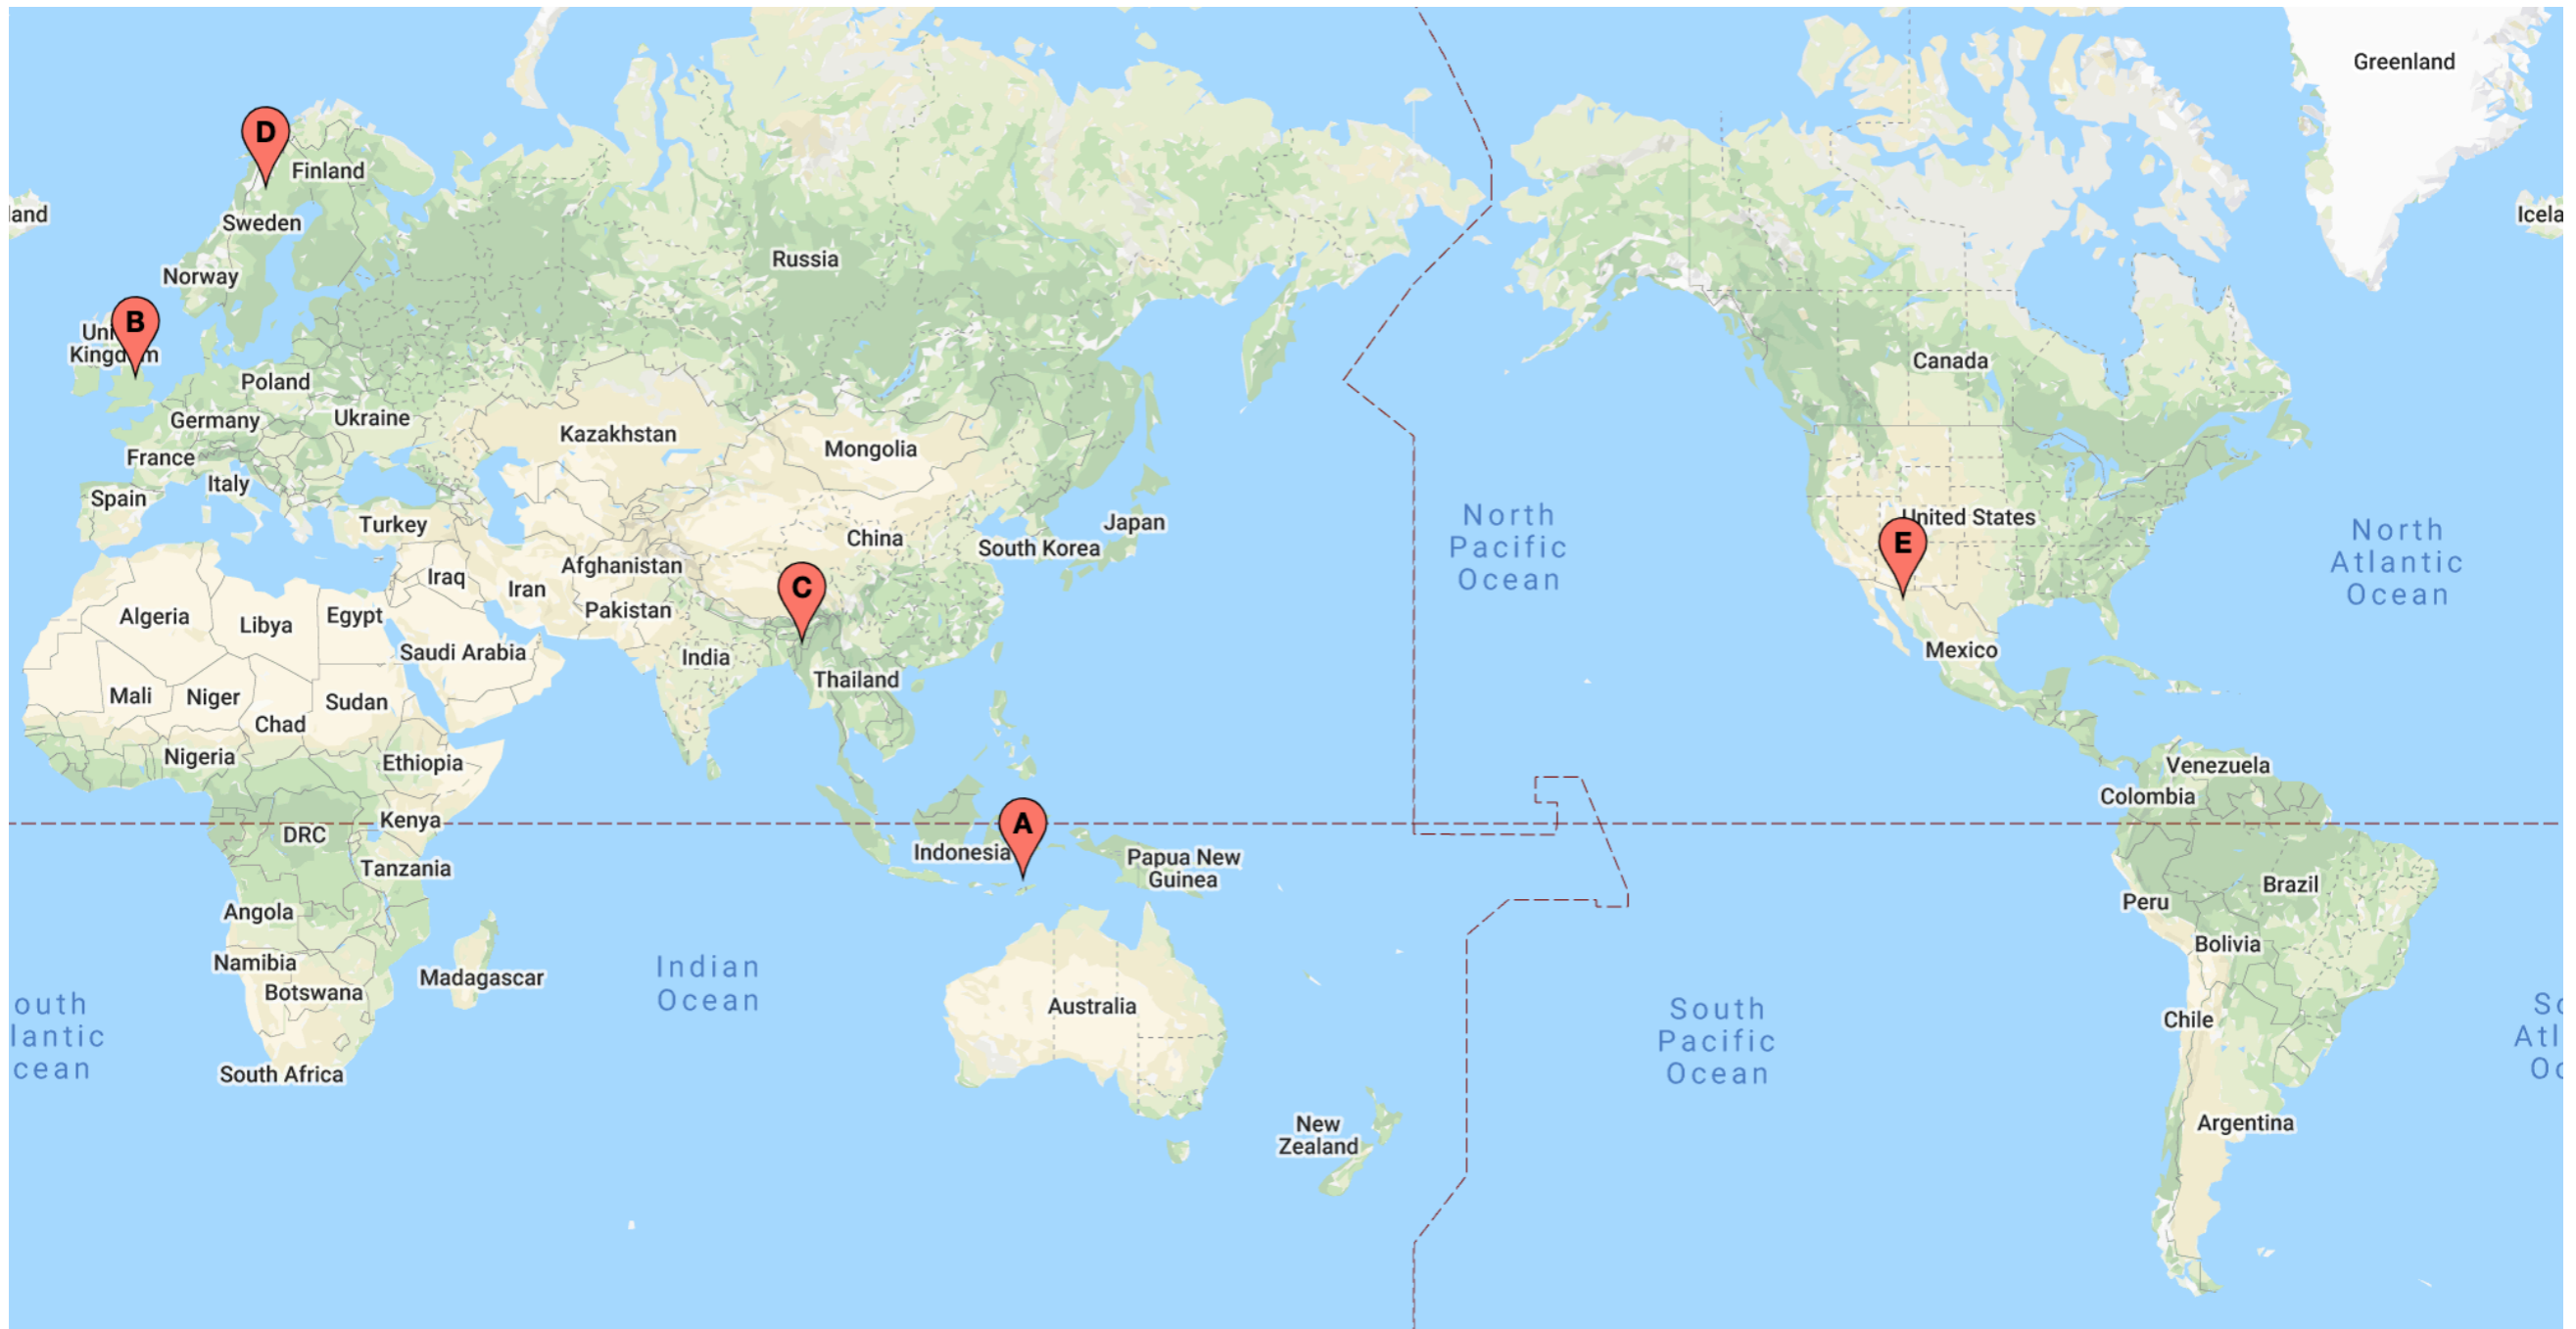 Greenland
D
Finland
land
Icela
Sweden
Russia
Norway
B
Uni
Kingdom
Canada
Poland
Germany
Ukraine
Kazakhstan
Mongolia
France
Italy
Spain
North
Pacific
Ocean
United States
North
Atlantic
Ocean
Turkey
Japan
China
South Korea
E
Afghanistan
Iraq
Iran
C
Pakistan
Algeria
Libya
Egypt
Saudi Arabia
India
Mexico
Thailand
Mali
Niger
Sudan
Chad
Nigeria
Ethiopia
Venezuela
Colombia
Kenya
A
DRC
Indonesia
Papua New
Guinea
Tanzania
Brazil
Peru
Angola
Bolivia
Namibia
Madagascar
Botswana
Indian
Ocean
Australia
outh
lantic
cean
South
Pacific
Ocean
Chile
So
Atl
Oc
South Africa
New
Zealand
Argentina